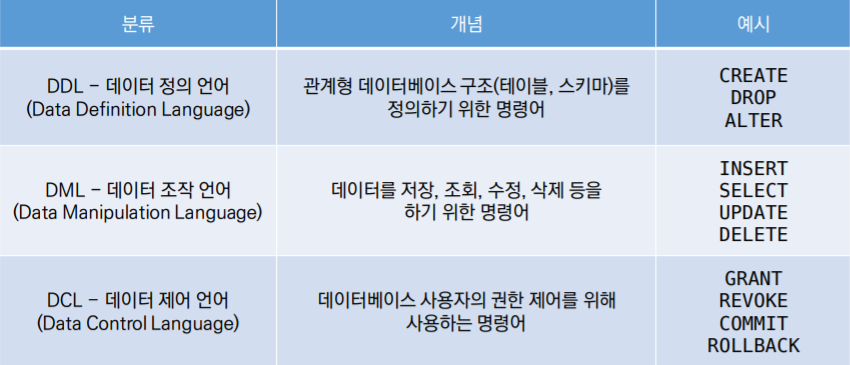 분류
개념
예시
DDL – 데이터 정의 언어
(Data Definition Language)
관계형 데이터베이스 구조(테이블, 스키마)를
정의하기 위한 명령어
CREATE
DROP
ALTER
DML – 데이터 조작 언어
(Data Manipulation Language)
데이터를 저장, 조회, 수정, 삭제 등을
하기 위한 명령어
INSERT
SELECT
UPDATE
DELETE
DCL – 데이터 제어 언어
(Data Control Language)
데이터베이스 사용자의 권한 제어를 위해
사용하는 명령어
GRANT
REVOKE
COMMIT
ROLLBACK